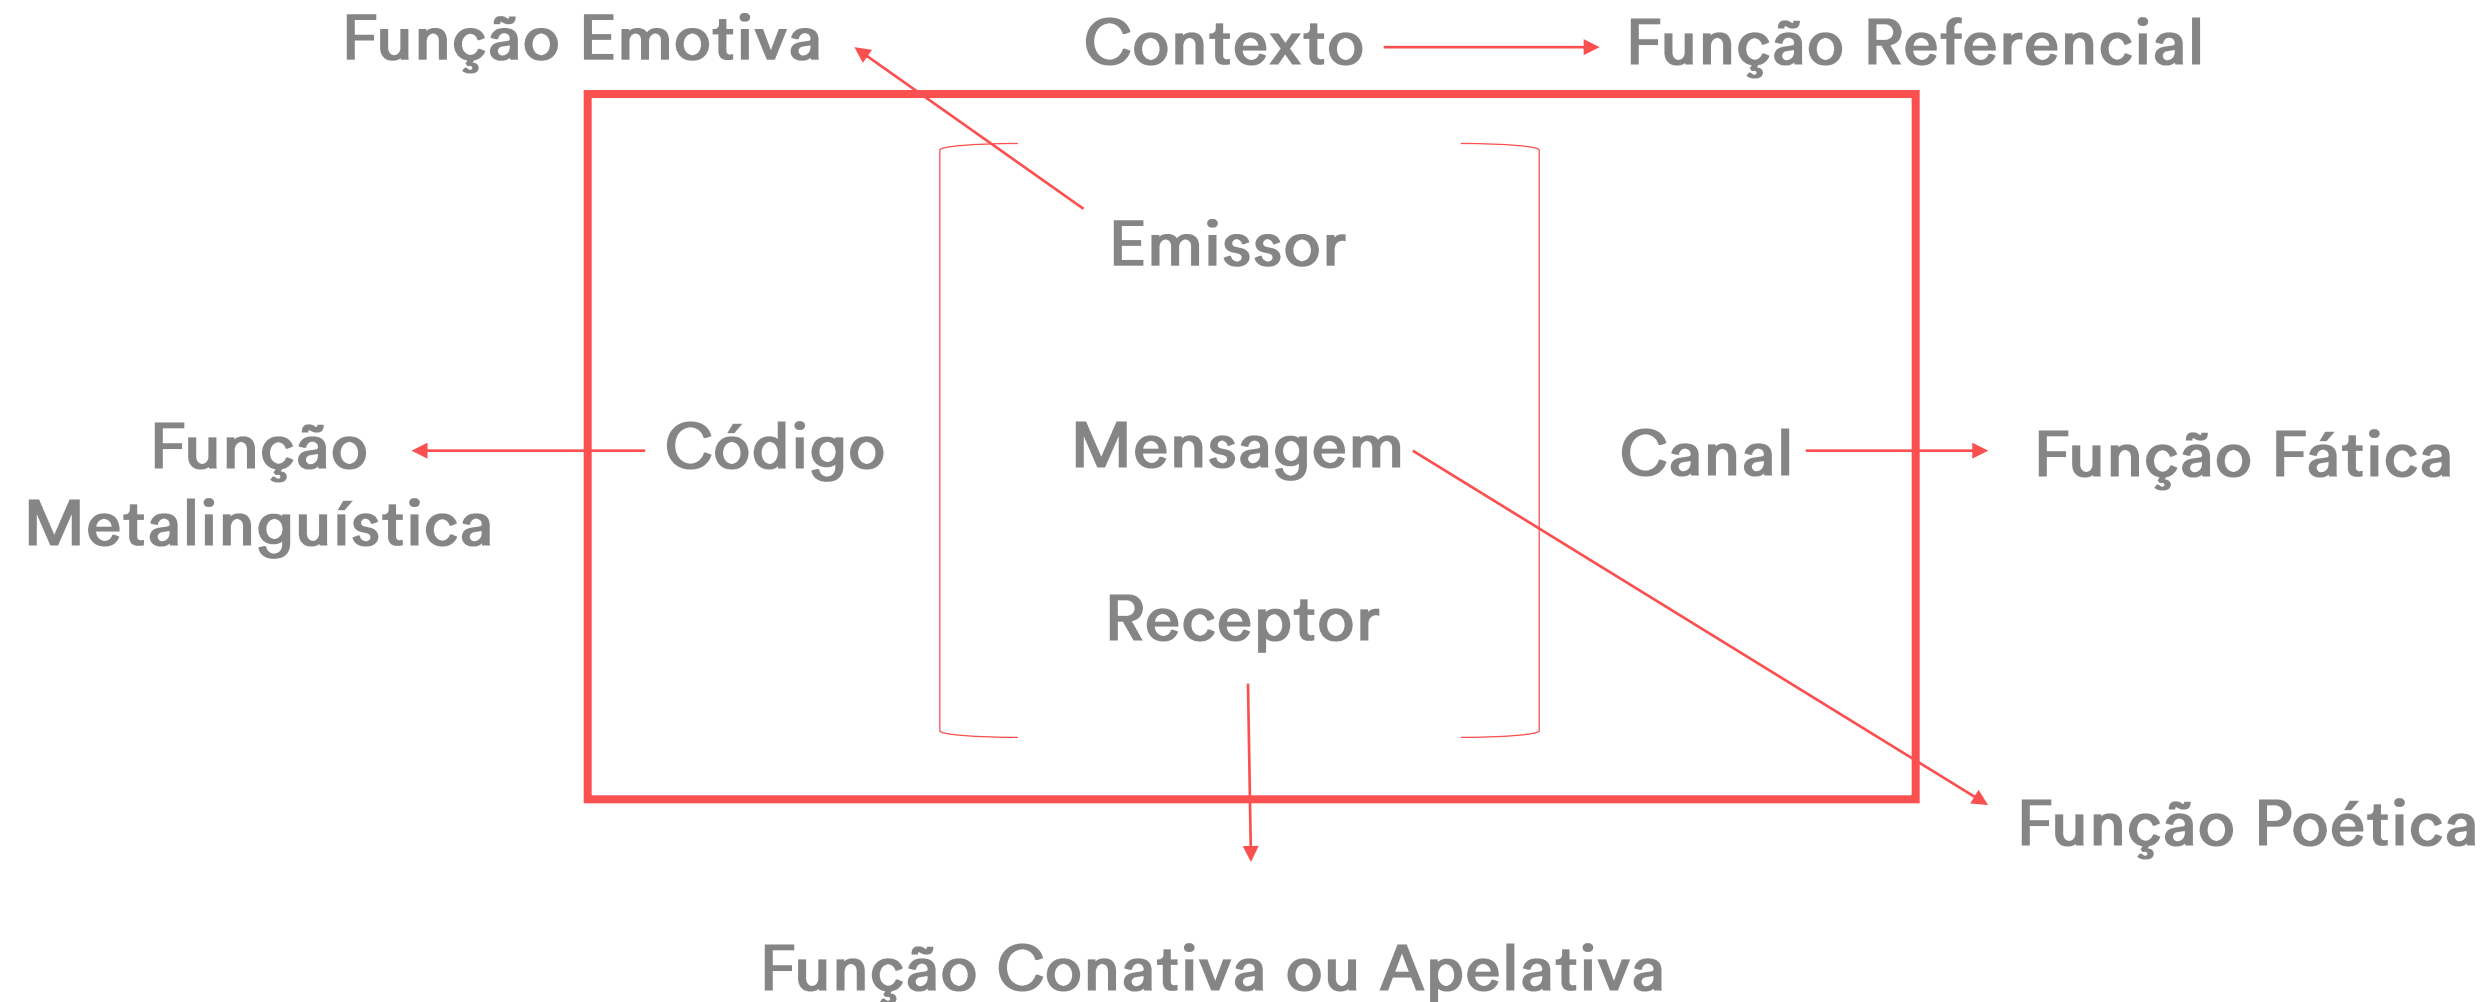 Função Emotiva
Contexto
Função Referencial
Emissor
Função
Metalinguística
Código
Mensagem
Canal
Função Fática
Receptor
Função Poética
Função Conativa ou Apelativa